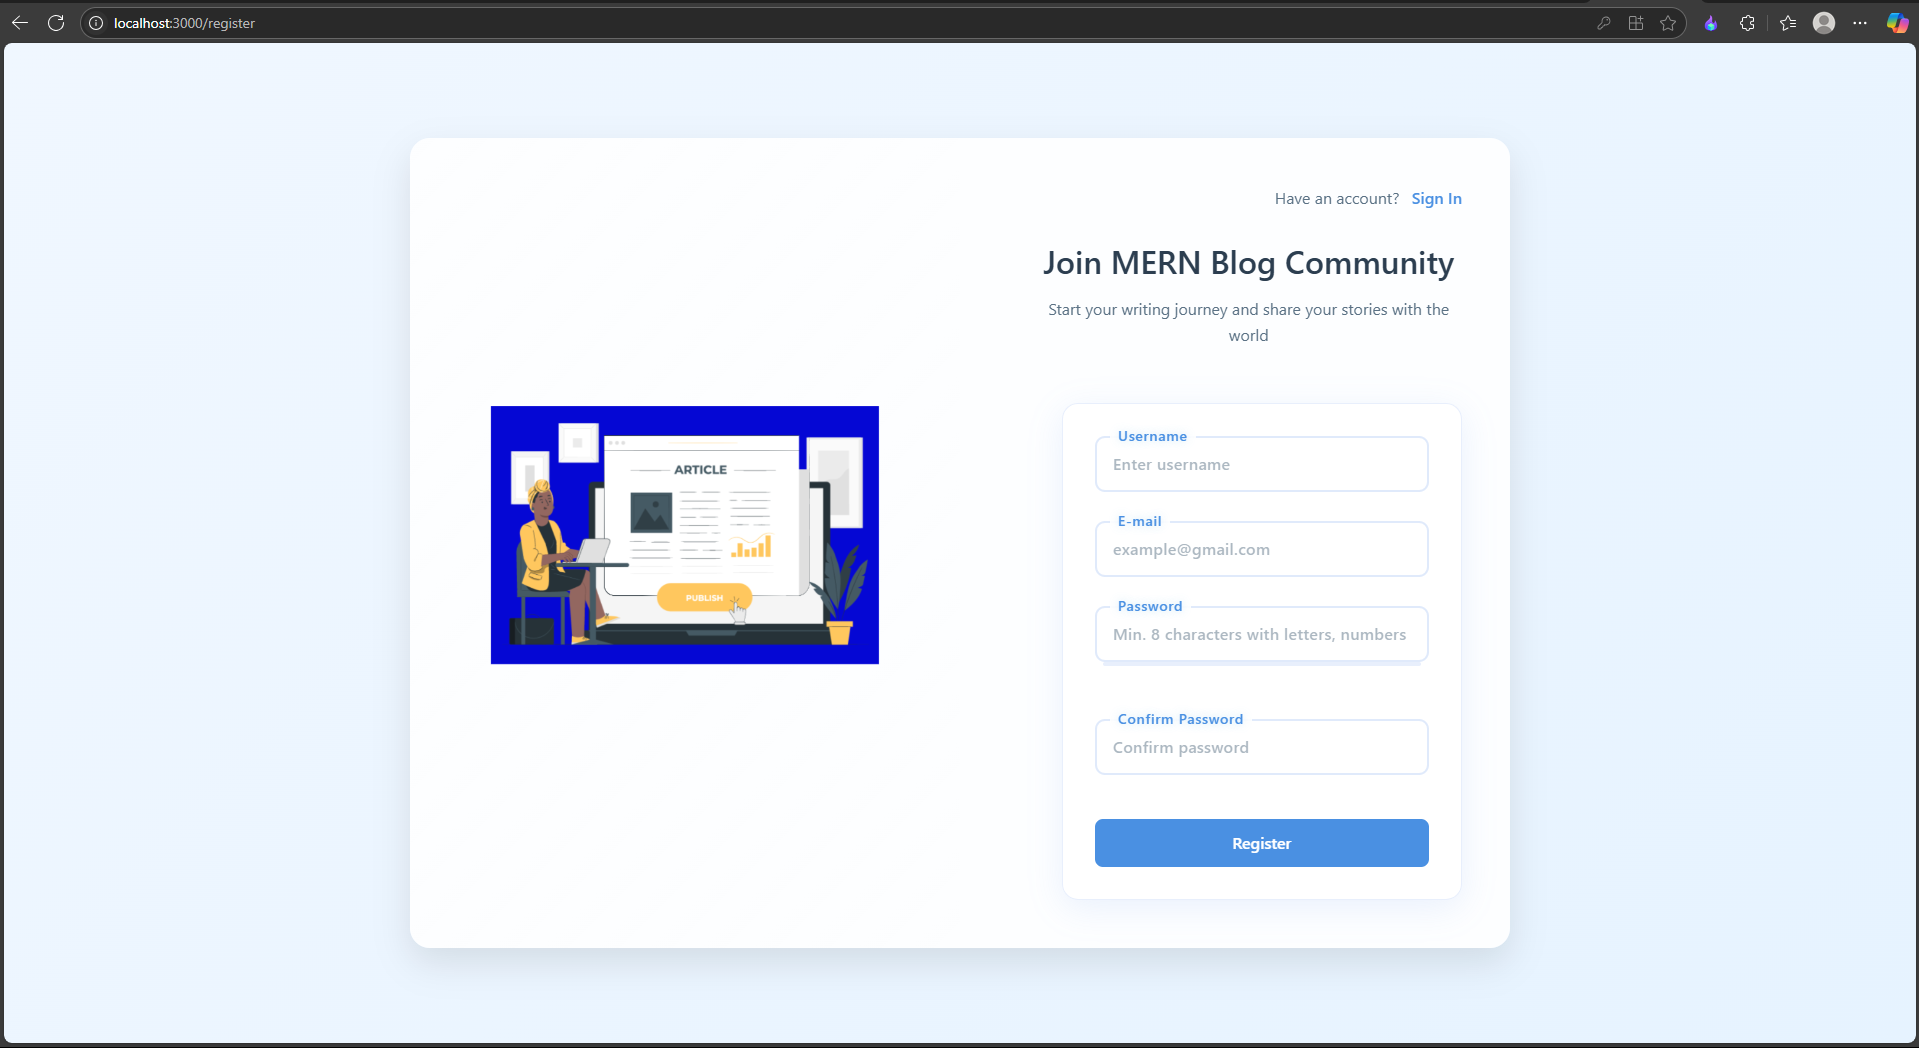 localhost:3000/register
Have an account? Sign In
Join MERN Blog Community
Start your writing journey and share your stories with the
world
ARTICLE
PUBLISH
Username
Enter username
E-mail
example@gmail.com
Password
Min. 8 characters with letters, numbers
Confirm Password
Confirm password
Register